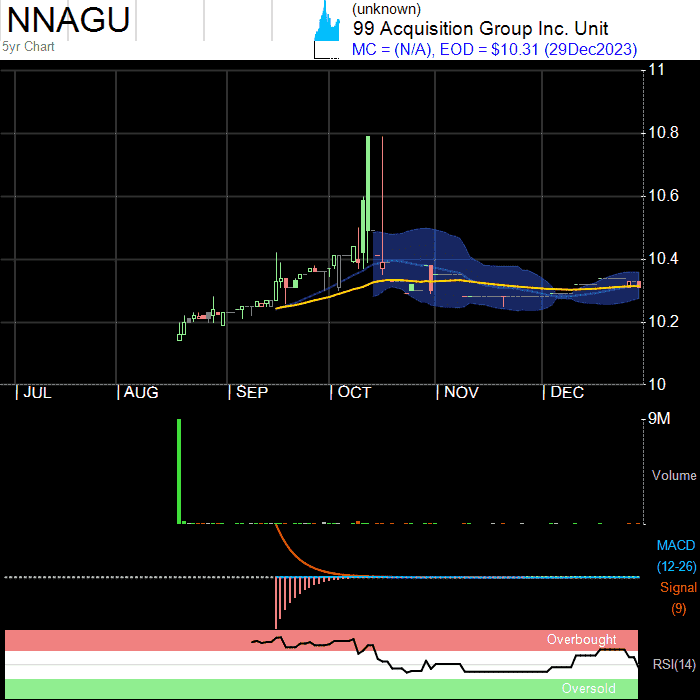 NNAGU
(unknown)
99 Acquisition Group Inc. Unit
5yr Chart
MC = (N/A), EOD = $10.31 (29Dec2023)
11
10.8
10.6
10.4
10.2
10
JUL AUG SEP OCT NOV DEC
9M
Volume
MACD
(12-26)
Signal
(9)
Overbought
RSI(14)
Oversold